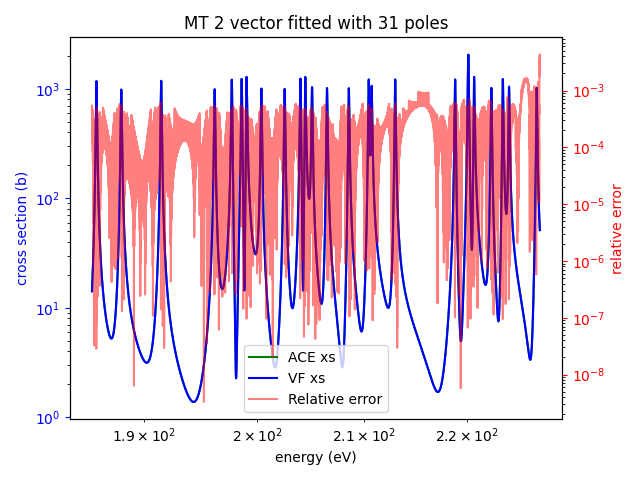 MT 2 vector fitted with 31 poles
cross section (b)
10³
10²
10¹
10⁰
10⁻³
10⁻⁴
10⁻⁵
10⁻⁶
10⁻⁷
10⁻⁸
relative error
ACE xs
VF xs
Relative error
1.9 × 10²
2 × 10²
2.1 × 10²
2.2 × 10²
energy (eV)